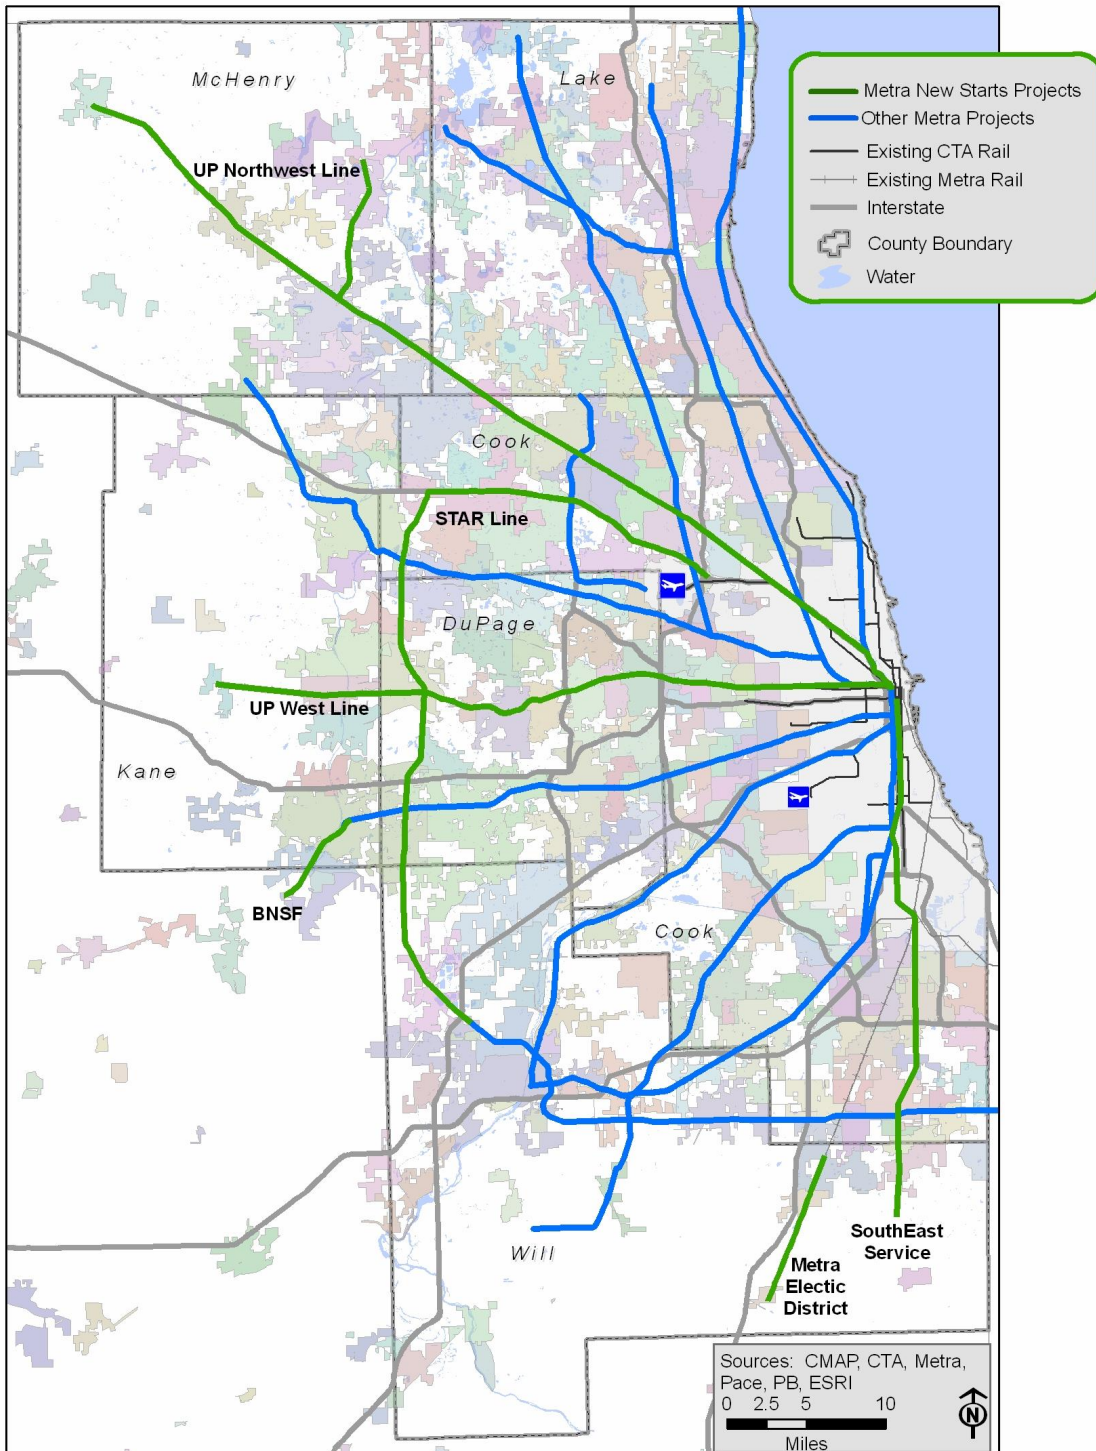 McHenry
Lake
Metra New Starts Projects
Other Metra Projects
Existing CTA Rail
Existing Metra Rail
Interstate
County Boundary
Water
UP Northwest Line
Cook
STAR Line
DuPage
UP West Line
Kane
BNSF
Cook
Will
SouthEast
Service
Metra
Electic
District
Sources: CMAP, CTA, Metra,
Pace, PB, ESRI
0 2.5 5 10
Miles
N